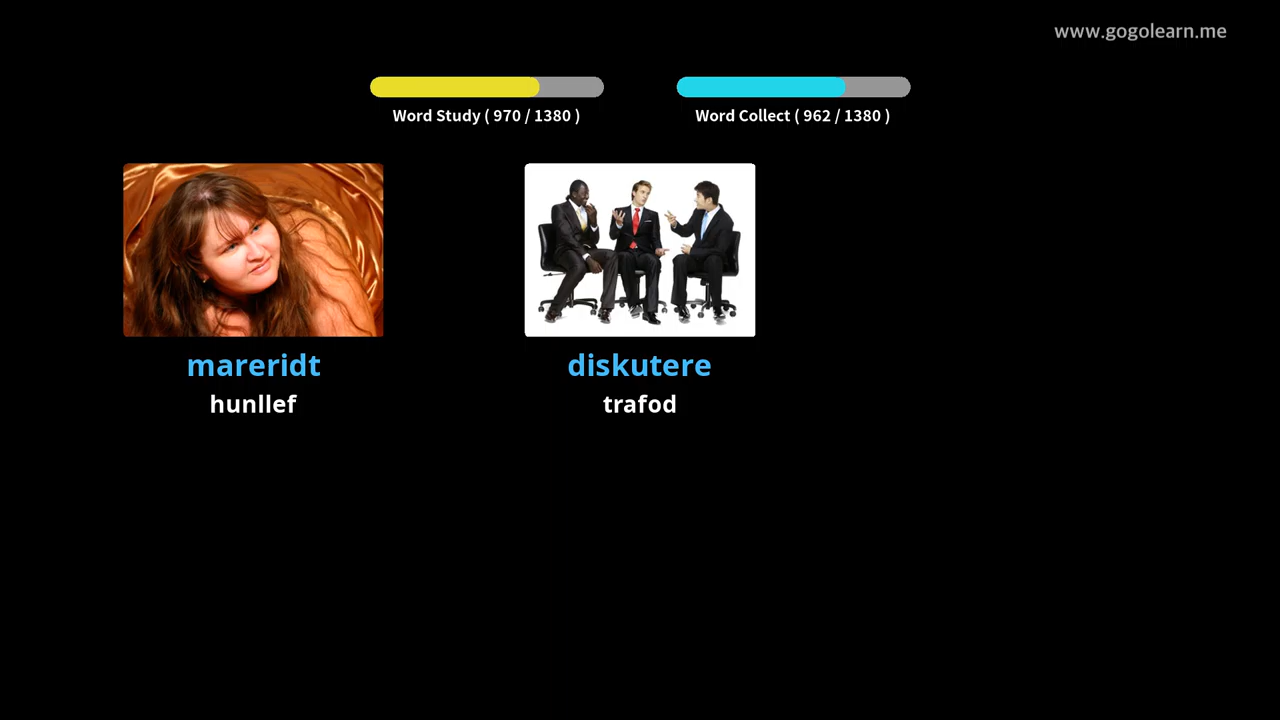 www.gogolearn.me
Word Study ( 970 / 1380 )
Word Collect ( 962 / 1380 )
mareridt
hunllef
diskutere
trafod